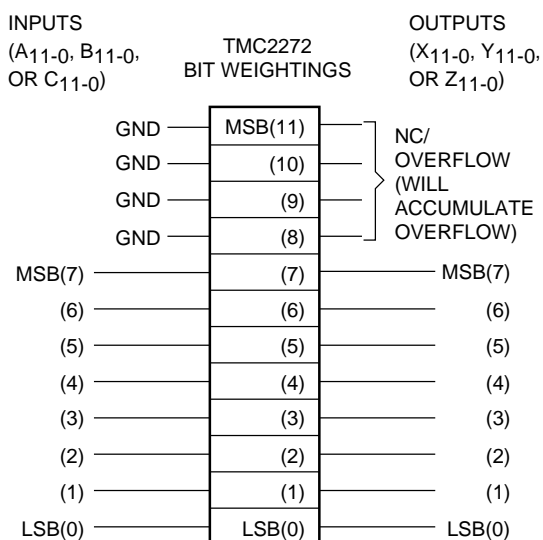 INPUTS
(A11-0, B11-0,
OR C11-0)
TMC2272
BIT WEIGHTINGS
OUTPUTS
(X11-0, Y11-0,
OR Z11-0)
GND MSB(11)
GND (10)
GND (9)
GND (8)
NC/
OVERFLOW
(WILL
ACCUMULATE
OVERFLOW)
MSB(7) (7) MSB(7)
(6) (6) (6)
(5) (5) (5)
(4) (4) (4)
(3) (3) (3)
(2) (2) (2)
(1) (1) (1)
LSB(0) LSB(0) LSB(0)